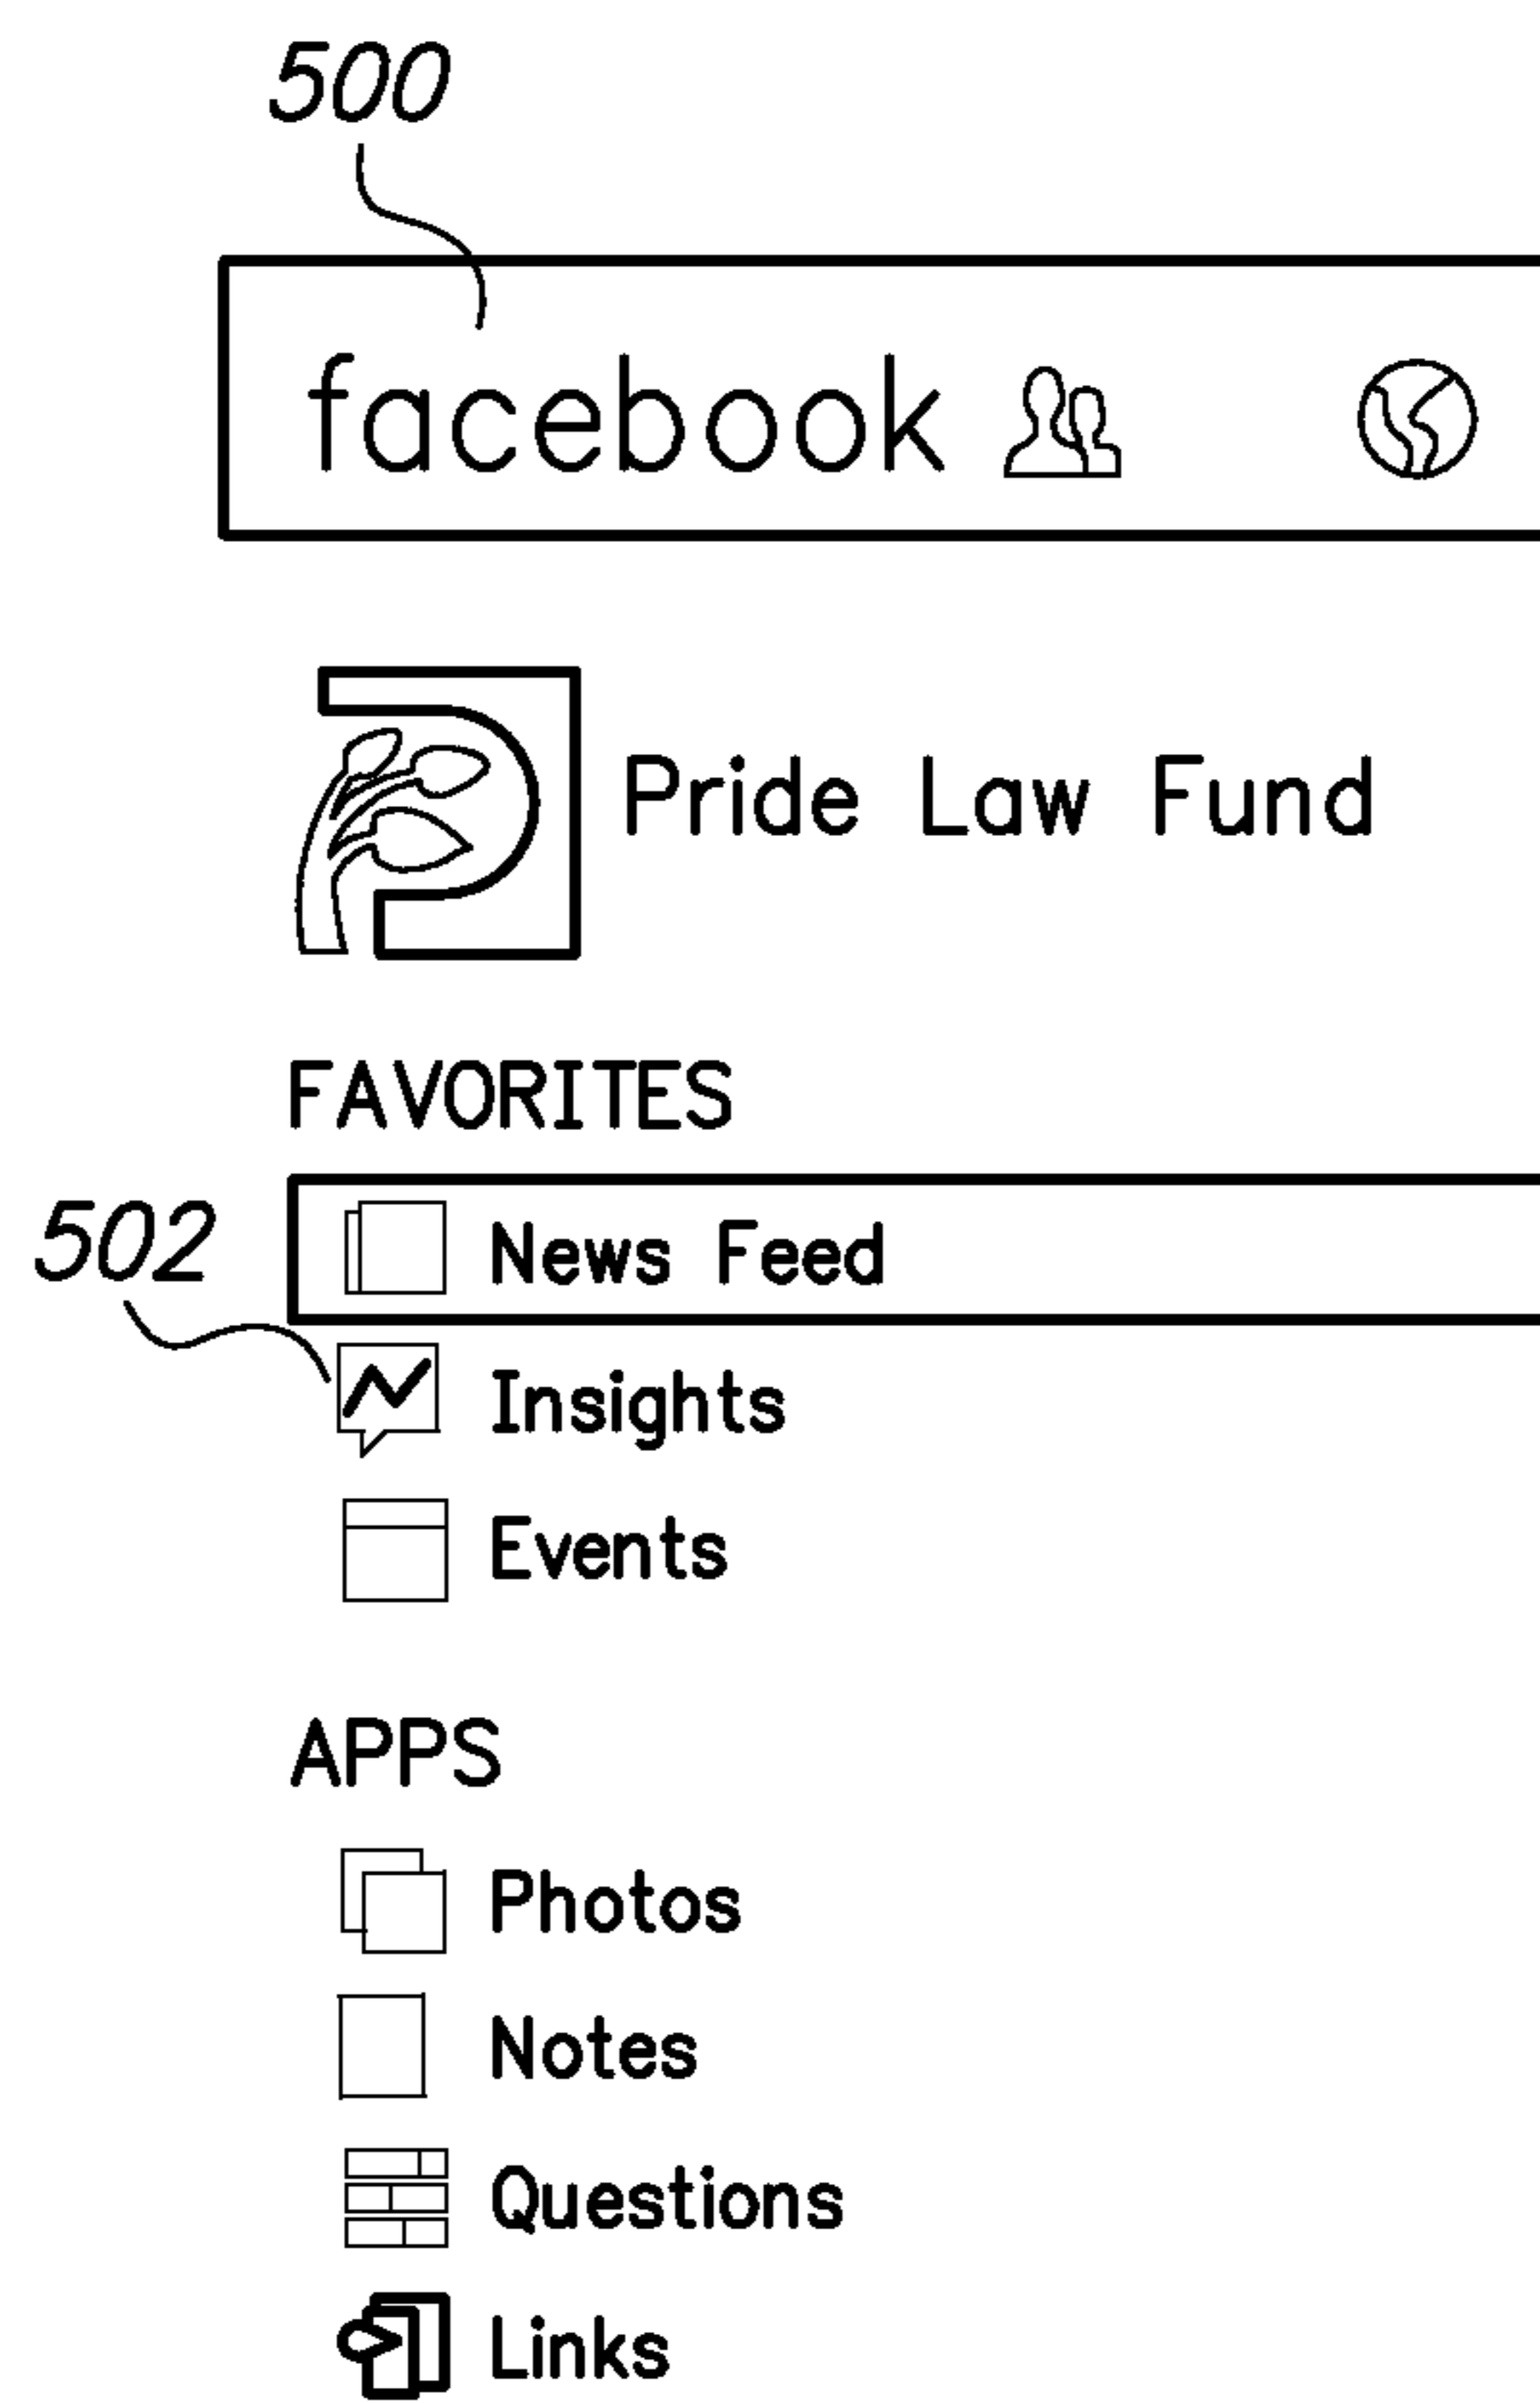 500
facebook
Pride Law Fund
FAVORITES
502
News Feed
Insights
Events
APPS
Photos
Notes
Questions
Links